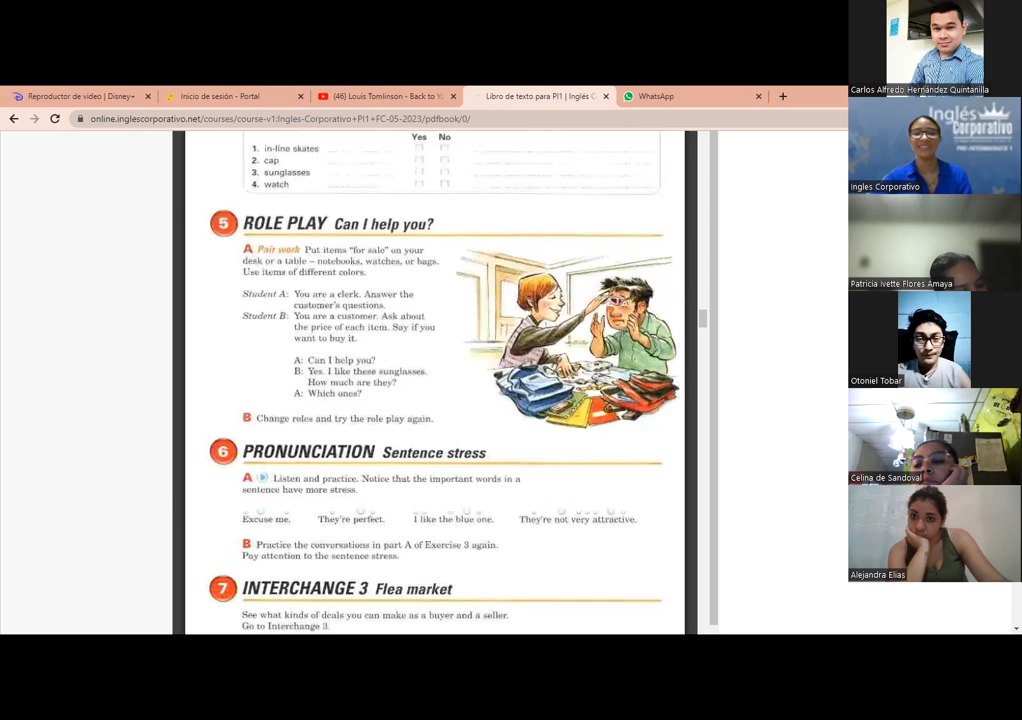 Reproductor de video | Disney+
Inicio de sesión - Portal
(46) Louis Tomlinson - Back to Yo
Libro de texto para PI1 | Inglés C
WhatsApp
online.inglescorporativo.net/courses/course-v1:Ingles-Corporativo+PI1+FC-05-2023/pdfbook/0/
Yes No
1. in-line skates
2. cap
3. sunglasses
4. watch
5 ROLE PLAY Can I help you?
A Pair work Put items "for sale" on your
desk or a table – notebooks, watches, or bags.
Use items of different colors.
Student A: You are a clerk. Answer the
customer's questions.
Student B: You are a customer. Ask about
the price of each item. Say if you
want to buy it.
A: Can I help you?
B: Yes. I like these sunglasses.
How much are they?
A: Which ones?
B Change roles and try the role play again.
6 PRONUNCIATION Sentence stress
A Listen and practice. Notice that the important words in a
sentence have more stress.
Excuse me. They're perfect. I like the blue one. They're not very attractive.
B Practice the conversations in part A of Exercise 3 again.
Pay attention to the sentence stress.
7 INTERCHANGE 3 Flea market
See what kinds of deals you can make as a buyer and a seller.
Go to Interchange 3.
Carlos Alfredo Hernández Quintanilla
Inglés
Corporativo
PRE-INTERMEDIATE 1
Ingles Corporativo
Patricia Ivette Flores Amaya
Otoniel Tobar
Celina de Sandoval
Alejandra Elias